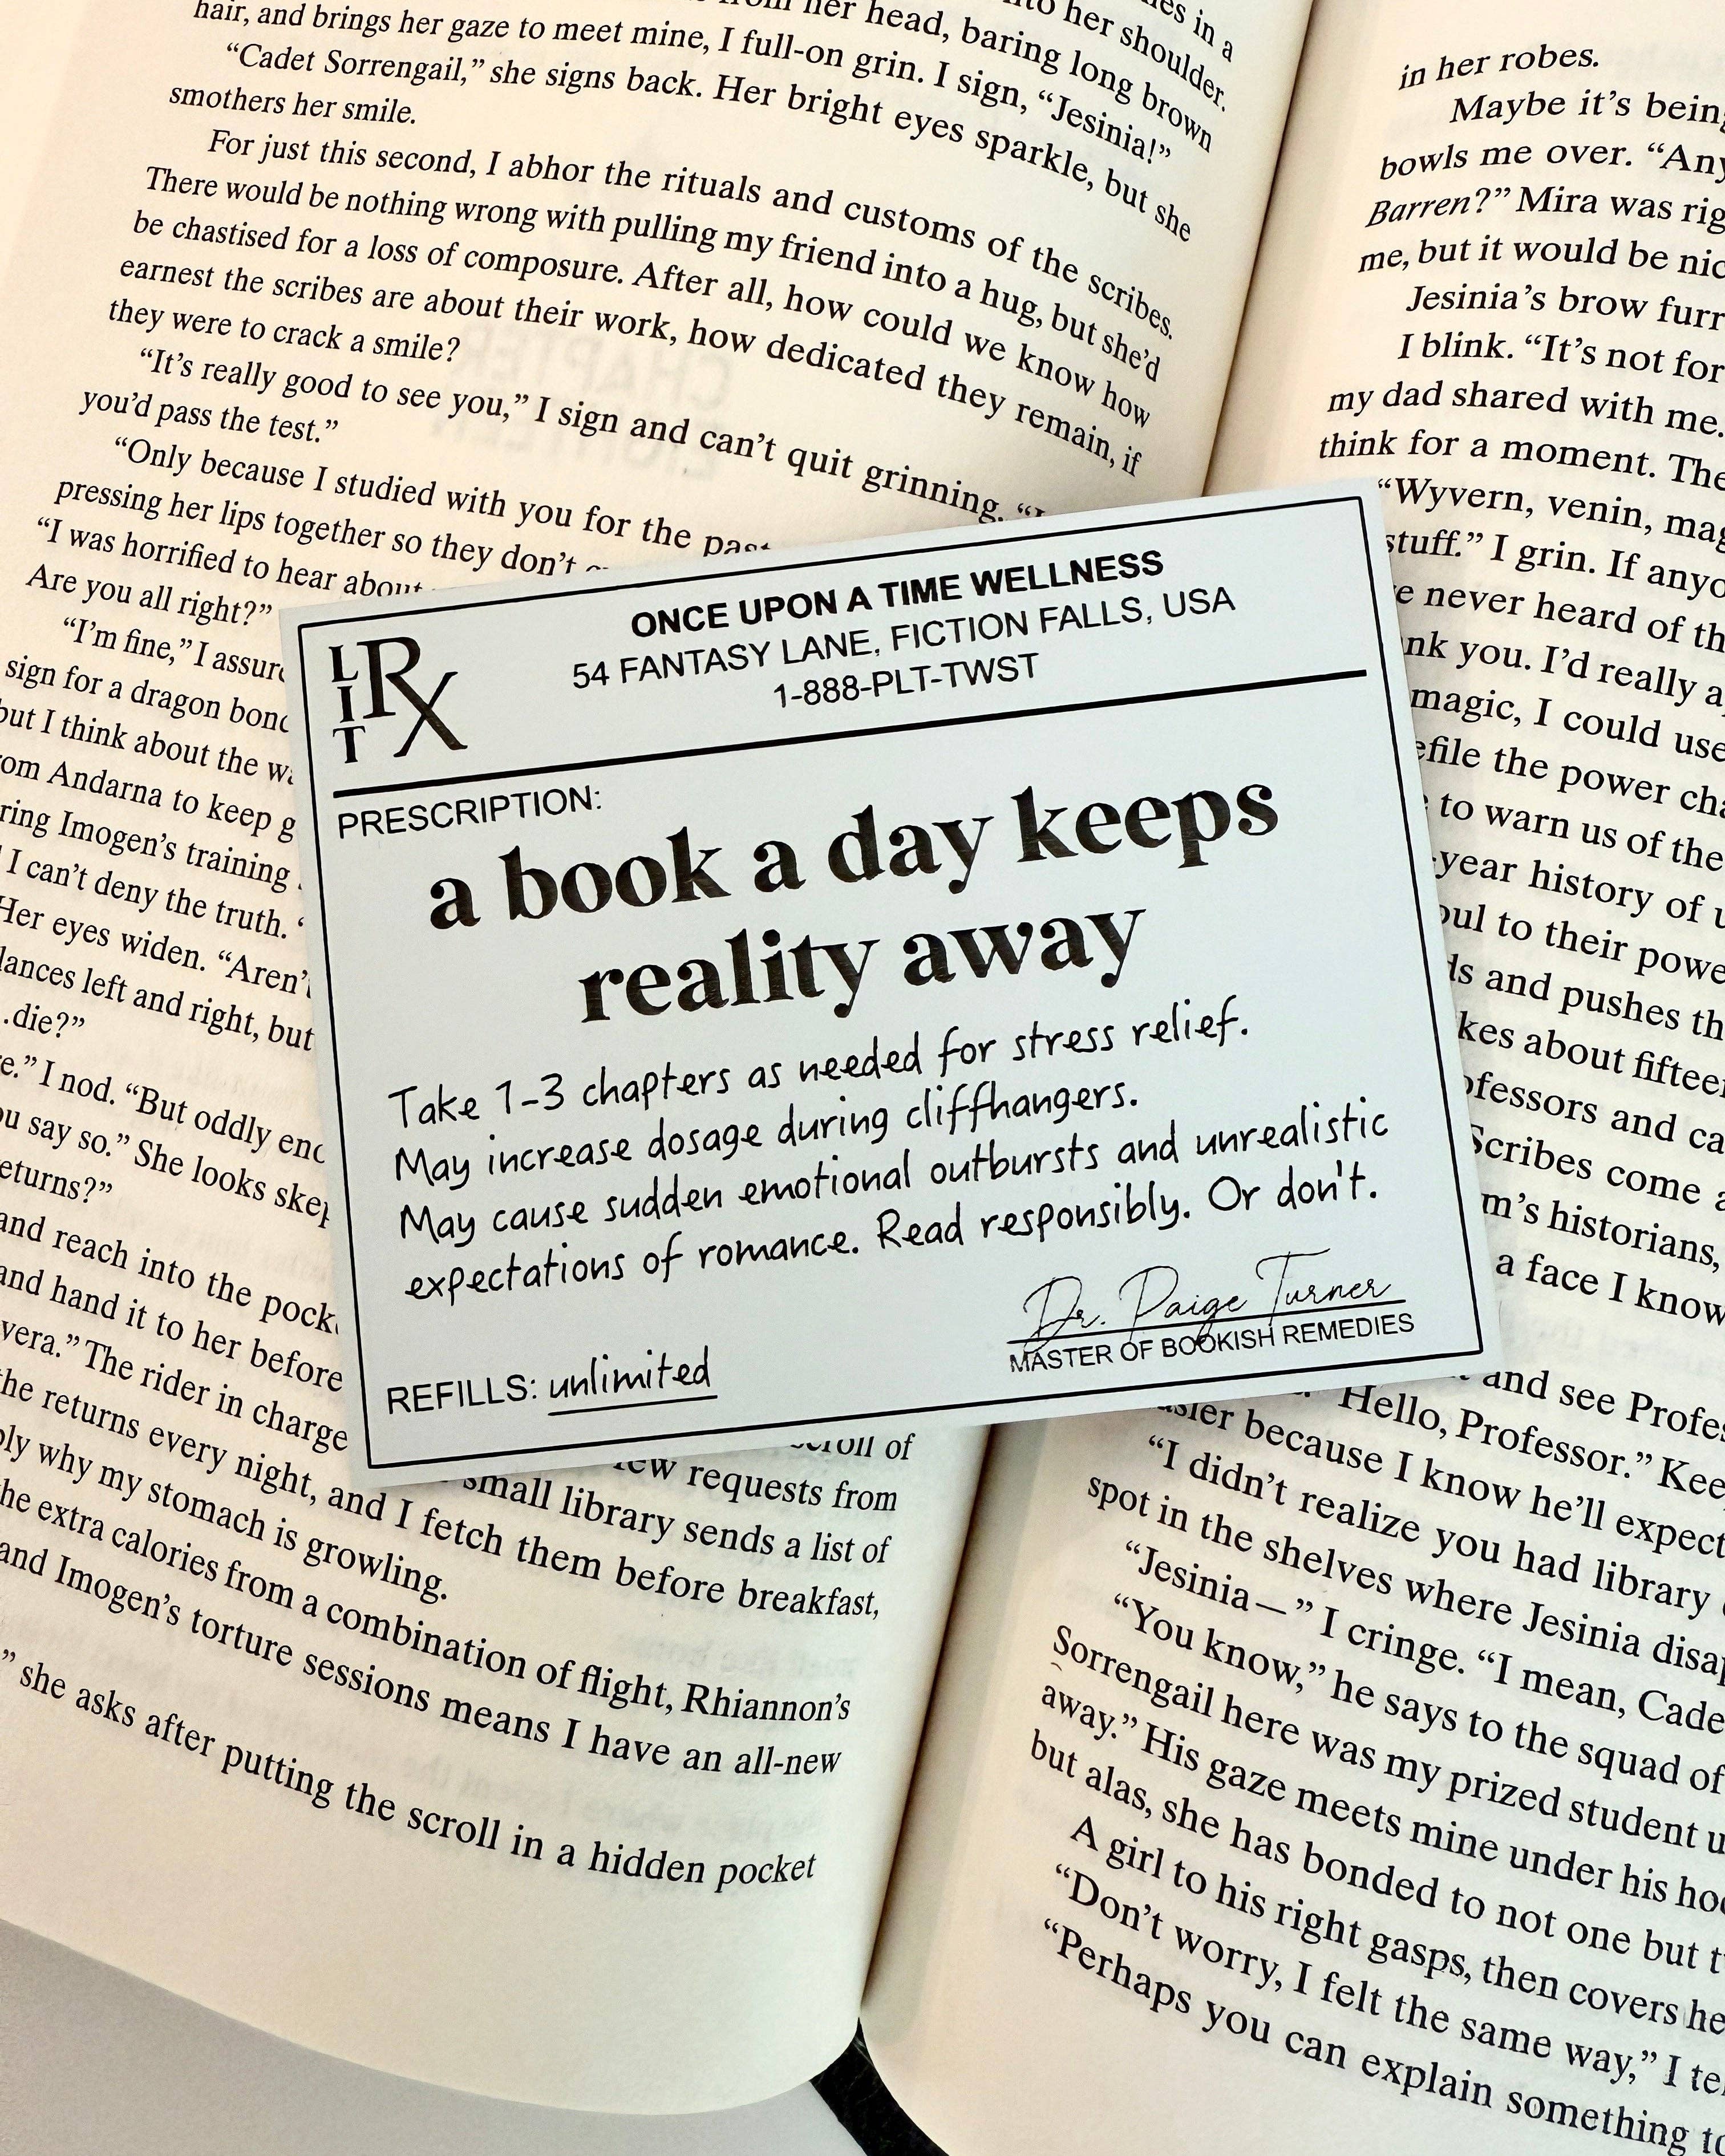 hair, and brings her gaze to meet mine, I full-on grin. I sign, “Jesinia!”
“Cadet Sorrengail,” she signs back. Her bright eyes sparkle, but she
smothers her smile.
For just this second, I abhor the rituals and customs of the scribes.
There would be nothing wrong with pulling my friend into a hug, but she’d
be chastised for a loss of composure. After all, how could we know how
earnest the scribes are about their work, how dedicated they remain, if
they were to crack a smile?
“It’s really good to see you,” I sign and can’t quit grinning.
you’d pass the test.”
“Only because I studied with you for the past
pressing her lips together so they don’t
“I was horrified to hear about
Are you all right?”
“I’m fine,” I assure
sign for a dragon bond
but I think about the
from Andarna to keep
Imogen’s training
I can’t deny the truth.
Her eyes widen. “Aren’t
glances left and right, but
die?”
I nod. “But oddly
you say so.” She looks
returns?”
and reach into the
and hand it to her before
The rider in charge
scroll of
few requests from
small library sends a list of
the returns every night, and I fetch them before breakfast,
why my stomach is growling.
the extra calories from a combination of flight, Rhiannon’s
and Imogen’s torture sessions means I have an all-new
” she asks after putting the scroll in a hidden pocket
LIT RX
ONCE UPON A TIME WELLNESS
54 FANTASY LANE, FICTION FALLS, USA
1-888-PLT-TWST
PRESCRIPTION:
a book a day keeps
reality away
Take 1-3 chapters as needed for stress relief.
May increase dosage during cliffhangers.
May cause sudden emotional outbursts and unrealistic
expectations of romance. Read responsibly. Or don't.
Dr. Paige Turner
MASTER OF BOOKISH REMEDIES
REFILLS: unlimited
in her robes.
Maybe it’s being
bowls me over. “Any
Barren?” Mira was
me, but it would be
Jesinia’s brow
I blink. “It’s not for
my dad shared with me.
think for a moment. The
“Wyvern, venin,
stuff.” I grin. If
never heard of
you. I’d really
magic, I could use
the power
to warn us of the
-year history of
to their
and pushes
about
and
Scribes come
historians,
a face I know
and see
“Hello, Professor.”
because I know he’ll expect
“I didn’t realize you had library
spot in the shelves where Jesinia
“Jesinia—” I cringe. “I mean,
“You know,” he says to the squad of
Sorrengail here was my prized student
away.” His gaze meets mine under his
but alas, she has bonded to not one but
A girl to his right gasps, then covers
“Don’t worry, I felt the same way,” I
“Perhaps you can explain something